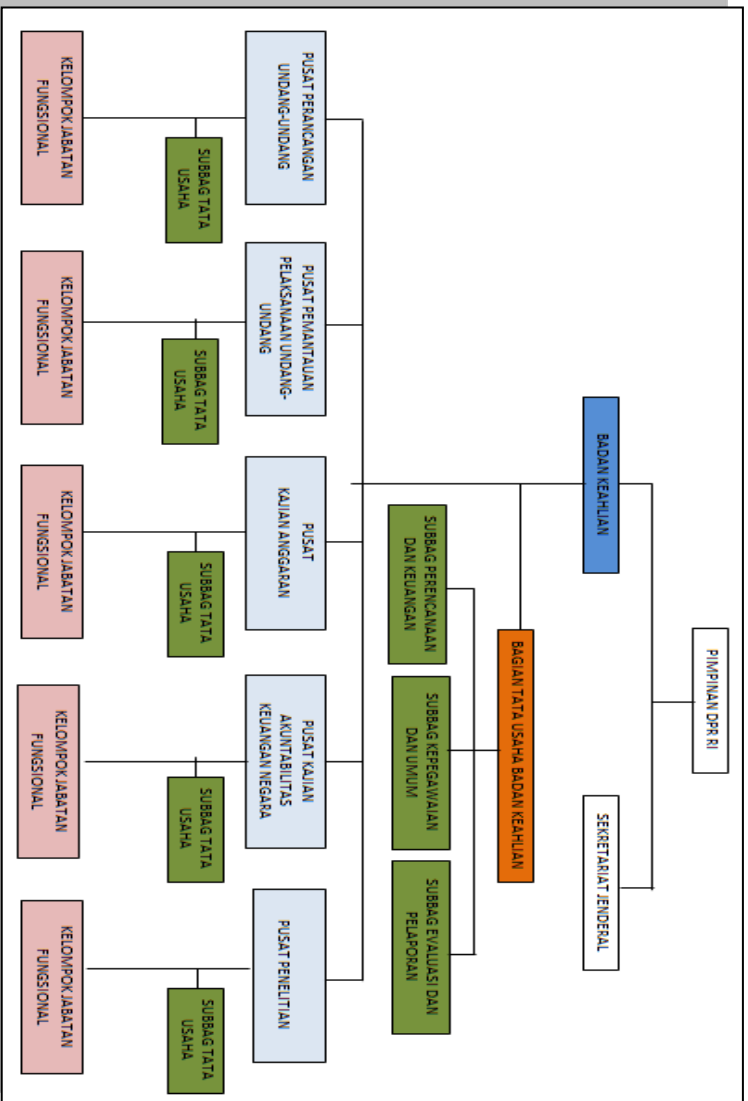 PIMPINAN DPR RI
BADAN KEAHLIAN
SEKRETARIAT JENDERAL
BAGIAN TATA USAHA BADAN KEAHLIAN
SUBBAG PERENCANAAN
DAN KEUANGAN
SUBBAG KEPEGAWAIAN
DAN UMUM
SUBBAG EVALUASI DAN
PELAPORAN
PUSAT PERANCANGAN
UNDANG-UNDANG
PUSAT PEMANTAUAN
PELAKSANAAN UNDANG-
UNDANG
PUSAT
KAJIAN ANGGARAN
PUSAT KAJIAN
AKUNTABILITAS
KEUANGAN NEGARA
PUSAT PENELITIAN
SUBBAG TATA
USAHA
SUBBAG TATA
USAHA
SUBBAG TATA
USAHA
SUBBAG TATA
USAHA
SUBBAG TATA
USAHA
KELOMPOK JABATAN
FUNGSIONAL
KELOMPOK JABATAN
FUNGSIONAL
KELOMPOK JABATAN
FUNGSIONAL
KELOMPOK JABATAN
FUNGSIONAL
KELOMPOK JABATAN
FUNGSIONAL